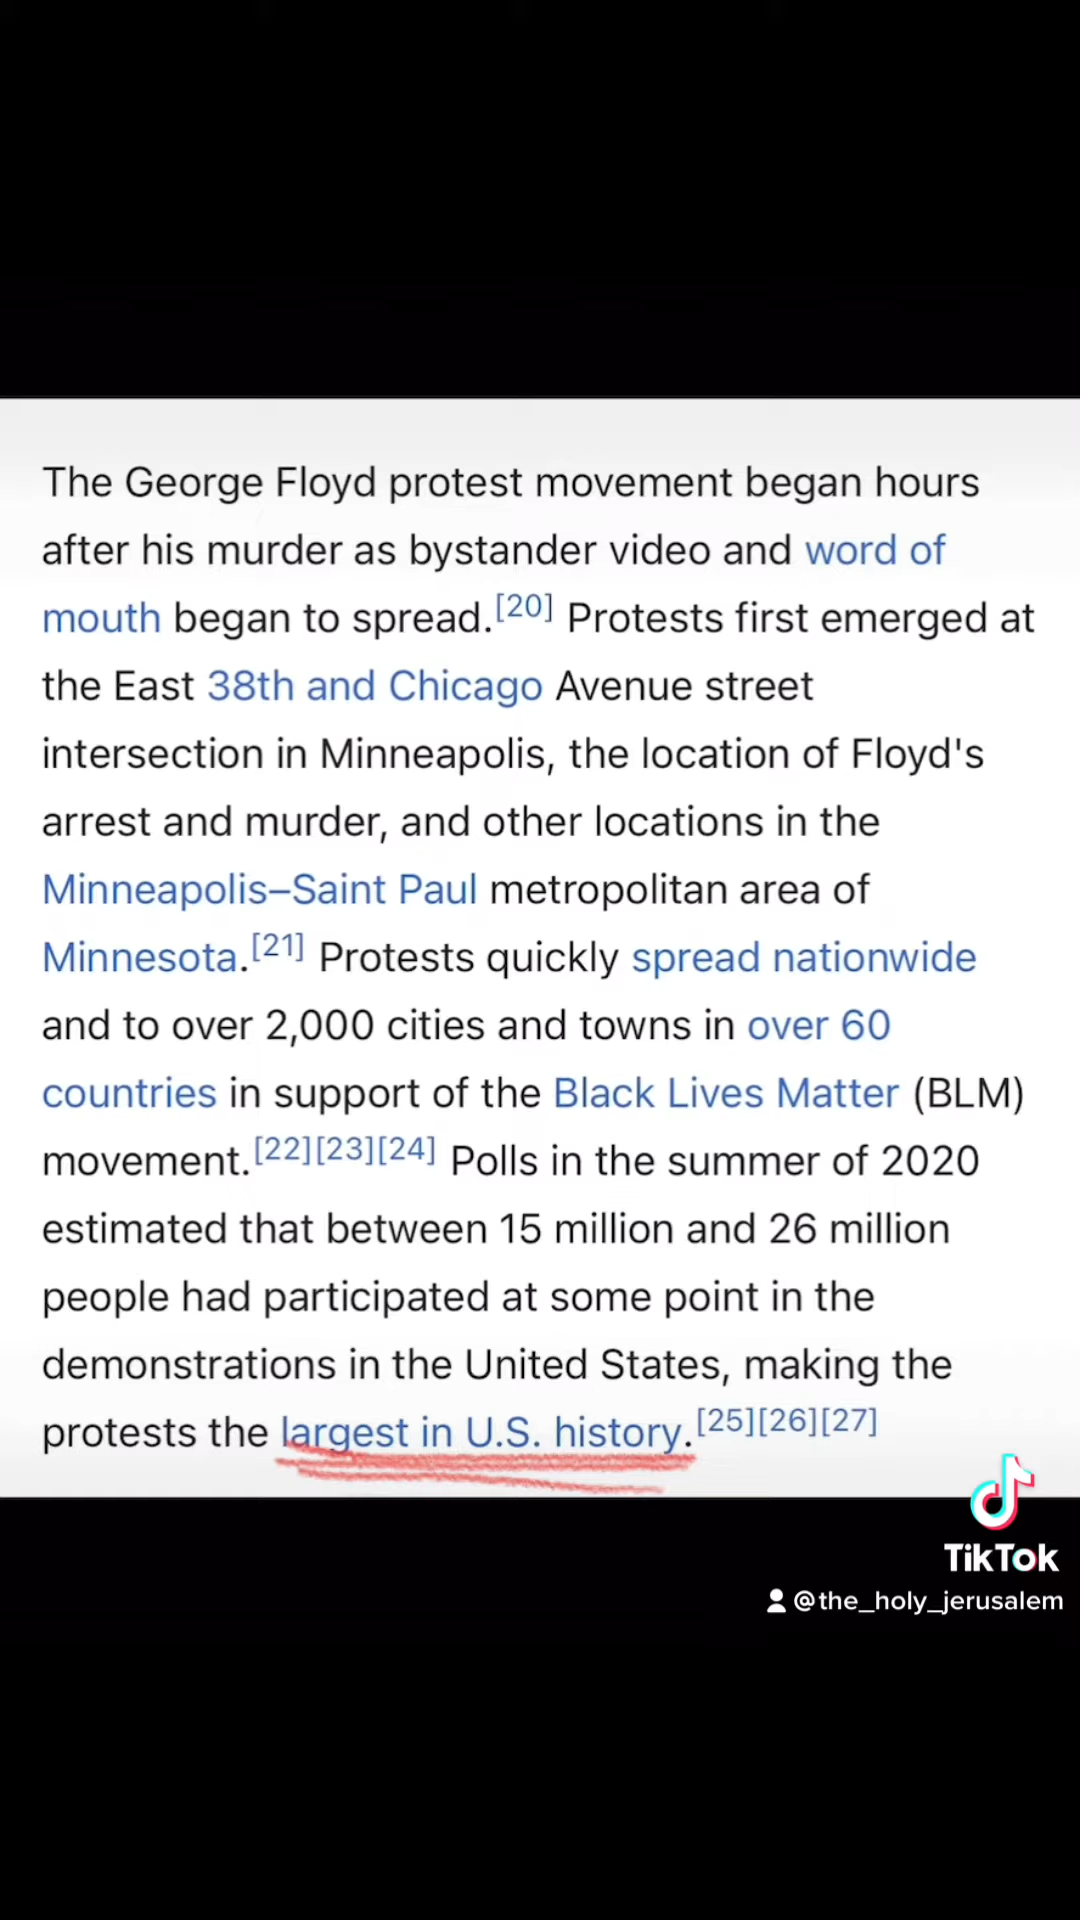 The George Floyd protest movement began hours
after his murder as bystander video and word of
mouth began to spread.[20] Protests first emerged at
the East 38th and Chicago Avenue street
intersection in Minneapolis, the location of Floyd's
arrest and murder, and other locations in the
Minneapolis–Saint Paul metropolitan area of
Minnesota.[21] Protests quickly spread nationwide
and to over 2,000 cities and towns in over 60
countries in support of the Black Lives Matter (BLM)
movement.[22][23][24] Polls in the summer of 2020
estimated that between 15 million and 26 million
people had participated at some point in the
demonstrations in the United States, making the
protests the largest in U.S. history.[25][26][27]
TikTok
@the_holy_jerusalem